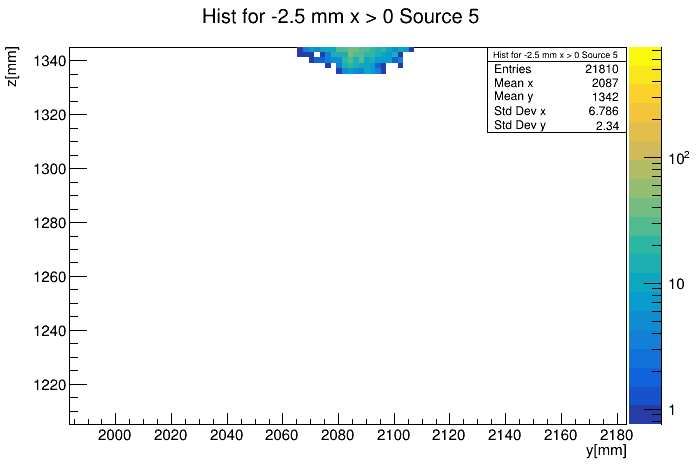 Hist for -2.5 mm x > 0 Source 5
z[mm]
1340
1320
1300
1280
1260
1240
1220
Hist for -2.5 mm x > 0 Source 5
Entries 21810
Mean x 2087
Mean y 1342
Std Dev x 6.786
Std Dev y 2.34
10²
10
1
2000 2020 2040 2060 2080 2100 2120 2140 2160 2180
y[mm]